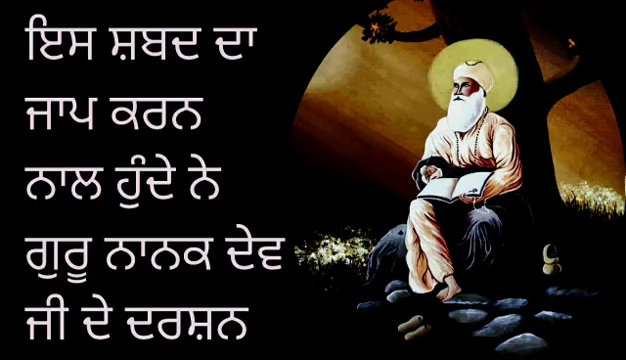 ਇਸ ਸ਼ਬਦ ਦਾ
ਜਾਪ ਕਰਨ
ਨਾਲ ਹੁੰਦੇ ਨੇ
ਗੁਰੂ ਨਾਨਕ ਦੇਵ
ਜੀ ਦੇ ਦਰਸ਼ਨ